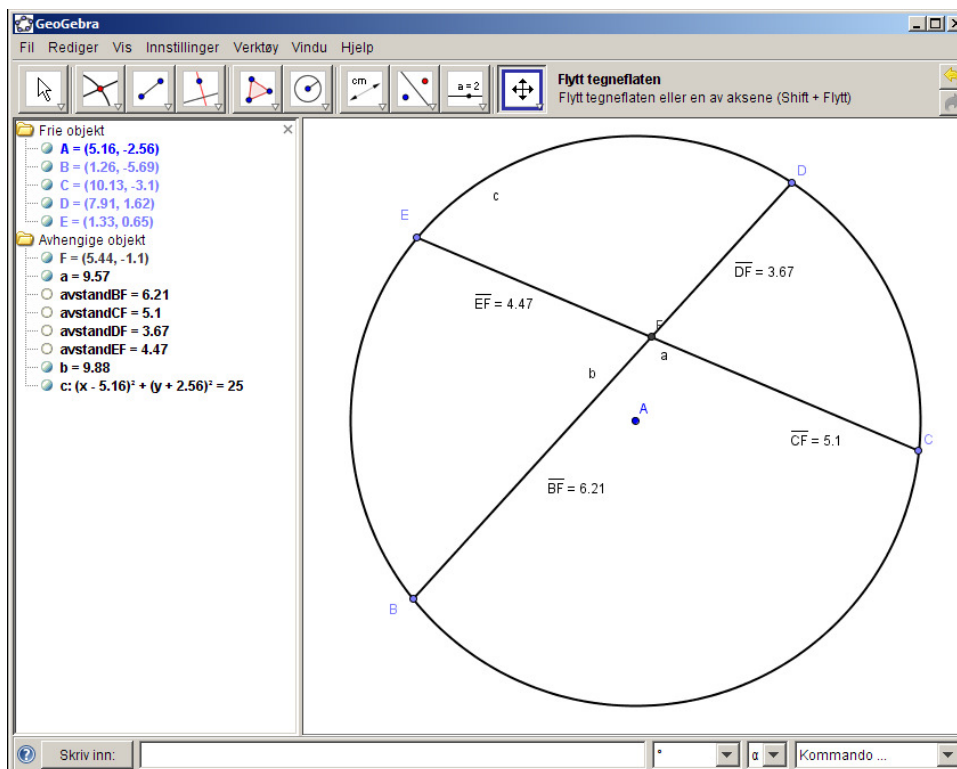 GeoGebra
Fil Rediger Vis Innstillinger Verktøy Vindu Hjelp
cm
a = 2
Flytt tegneflaten
Flytt tegneflaten eller en av aksene (Shift + Flytt)
Frie objekt
A = (5.16, -2.56)
B = (1.26, -5.69)
C = (10.13, -3.1)
D = (7.91, 1.62)
E = (1.33, 0.65)
Avhengige objekt
F = (5.44, -1.1)
a = 9.57
avstandBF = 6.21
avstandCF = 5.1
avstandDF = 3.67
avstandEF = 4.47
b = 9.88
c: (x - 5.16)² + (y + 2.56)² = 25
D
c
E
DF = 3.67
EF = 4.47
F
a
b
A
C
CF = 5.1
BF = 6.21
B
Skriv inn:
°
α
Kommando ...